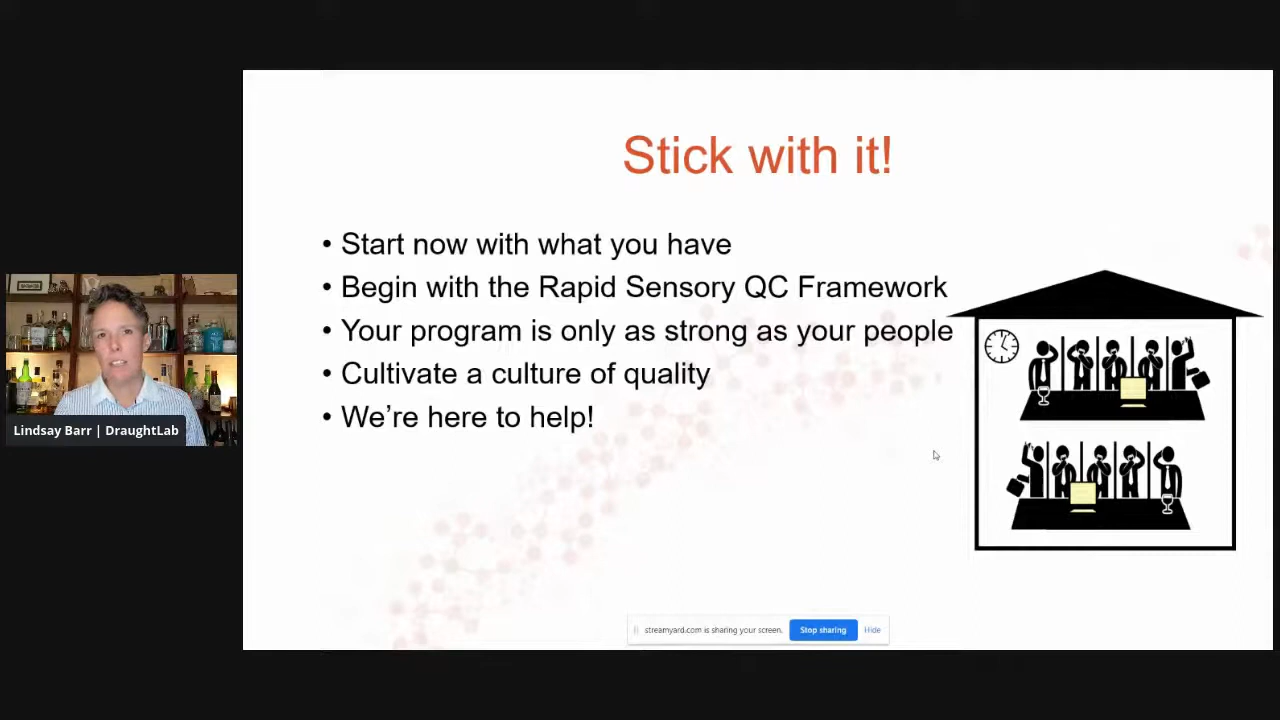 Stick with it!
• Start now with what you have
• Begin with the Rapid Sensory QC Framework
• Your program is only as strong as your people
• Cultivate a culture of quality
• We're here to help!
Lindsay Barr | DraughtLab
streamyard.com is sharing your screen. Stop sharing Hide